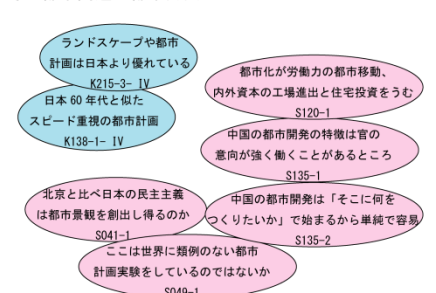 ランドスケープや都市
計画は日本より優れている
K215-3- Ⅳ
日本 60 年代と似た
スピード重視の都市計画
K138-1- Ⅳ
都市化が労働力の都市移動、
内外資本の工場進出と住宅投資をうむ
S120-1
中国の都市開発の特徴は官の
意向が強く働くことがあるところ
S135-1
北京と比べ日本の民主主義
は都市景観を創出し得るのか
S041-1
中国の都市開発は「そこに何を
つくりたいか」で始まるから単純で容易
S135-2
ここは世界に類例のない都市
計画実験をしているのではないか
S049-1